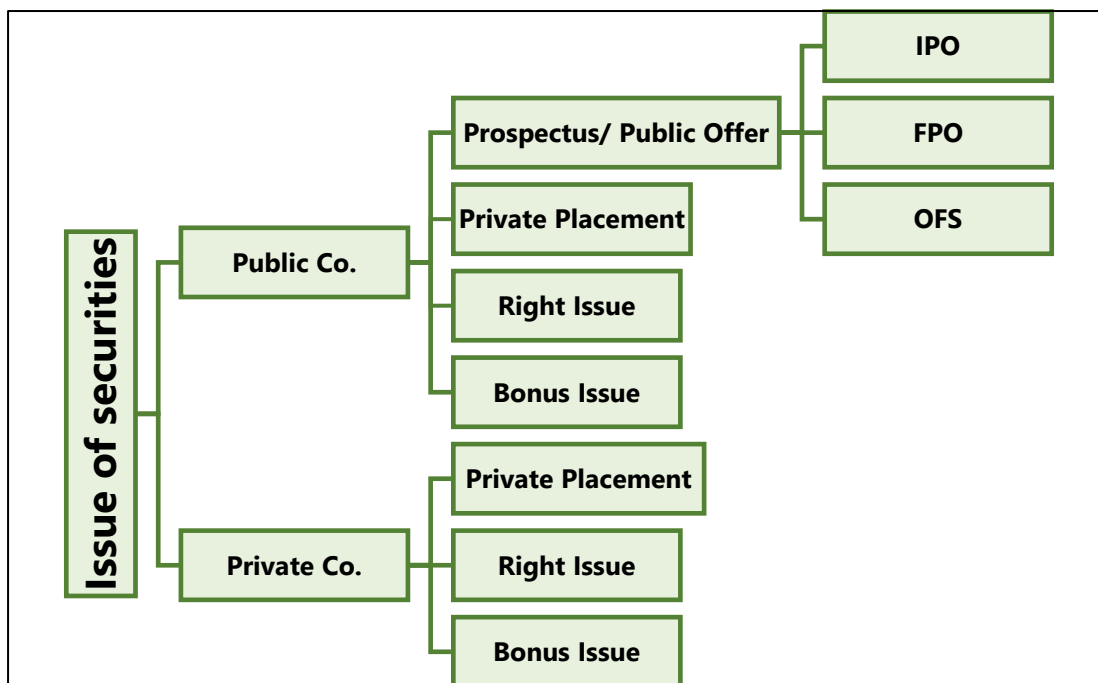 Issue of securities
Public Co.
Prospectus/ Public Offer
IPO
FPO
OFS
Private Placement
Right Issue
Bonus Issue
Private Co.
Private Placement
Right Issue
Bonus Issue